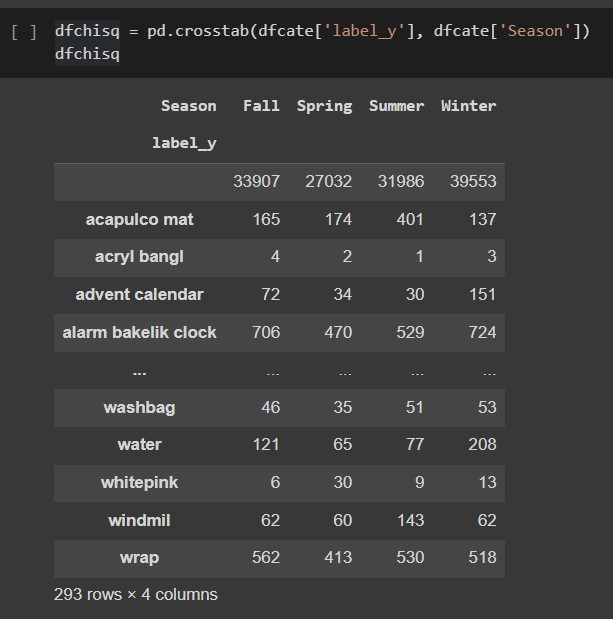 [ ] dfchisq = pd.crosstab(dfcate['label_y'], dfcate['Season'])
dfchisq
Season Fall Spring Summer Winter
label_y
33907 27032 31986 39553
acapulco mat 165 174 401 137
acryl bangl 4 2 1 3
advent calendar 72 34 30 151
alarm bakelik clock 706 470 529 724
... ... ... ... ...
washbag 46 35 51 53
water 121 65 77 208
whitepink 6 30 9 13
windmil 62 60 143 62
wrap 562 413 530 518
293 rows × 4 columns